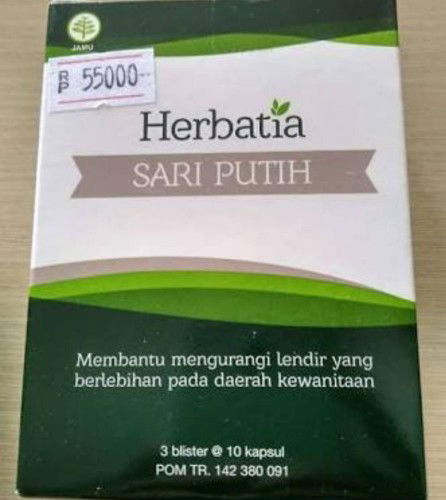 JAMU
RP 55000
Herbatia
SARI PUTIH
Membantu mengurangi lendir yang
berlebihan pada daerah kewanitaan
3 blister @ 10 kapsul
POM TR. 142 380 091